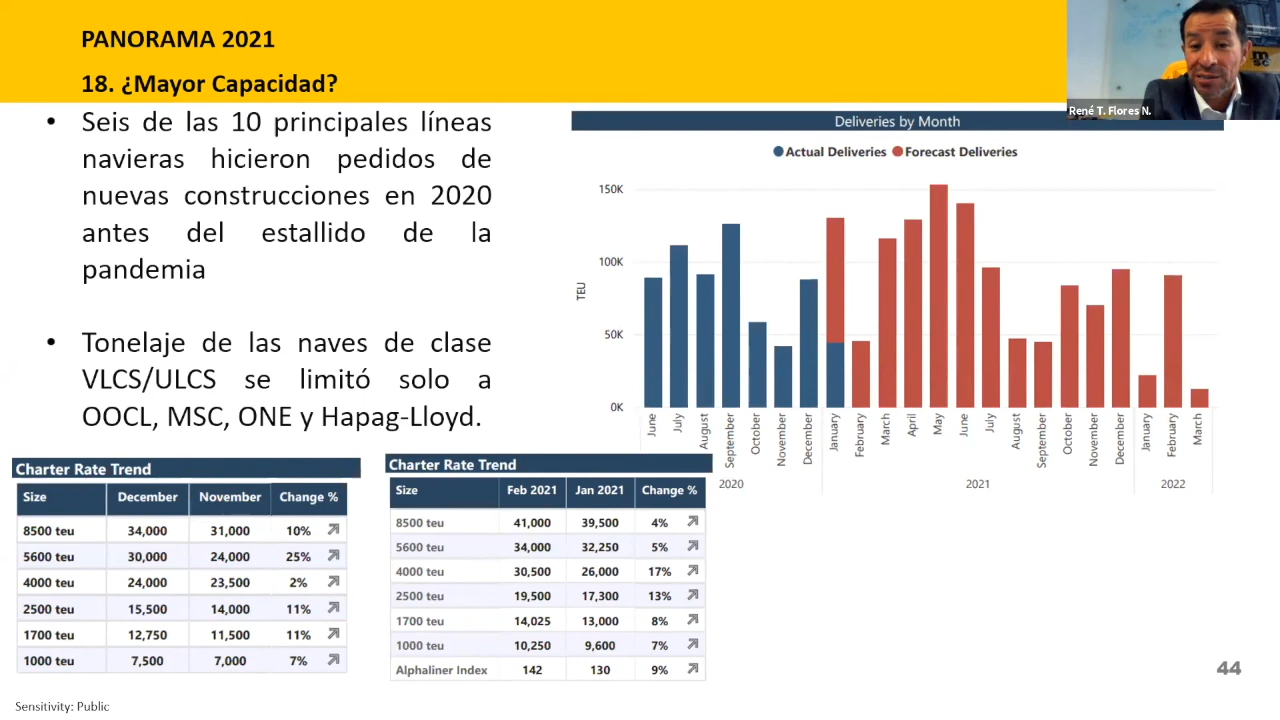 PANORAMA 2021
18. ¿Mayor Capacidad?
René T. Flores N.
msc
• Seis de las 10 principales líneas
navieras hicieron pedidos de
nuevas construcciones en 2020
antes del estallido de la
pandemia
• Tonelaje de las naves de clase
VLCS/ULCS se limitó solo a
OOCL, MSC, ONE y Hapag-Lloyd.
Deliveries by Month
Actual Deliveries Forecast Deliveries
TEU
150K
100K
50K
0K
June July August September October November December January February March April May June July August September October November December January February March
2020 2021 2022
Charter Rate Trend
Size December November Change %
8500 teu 34,000 31,000 10%
5600 teu 30,000 24,000 25%
4000 teu 24,000 23,500 2%
2500 teu 15,500 14,000 11%
1700 teu 12,750 11,500 11%
1000 teu 7,500 7,000 7%
Charter Rate Trend
Size Feb 2021 Jan 2021 Change %
8500 teu 41,000 39,500 4%
5600 teu 34,000 32,250 5%
4000 teu 30,500 26,000 17%
2500 teu 19,500 17,300 13%
1700 teu 14,025 13,000 8%
1000 teu 10,250 9,600 7%
Alphaliner Index 142 130 9%
44
Sensitivity: Public